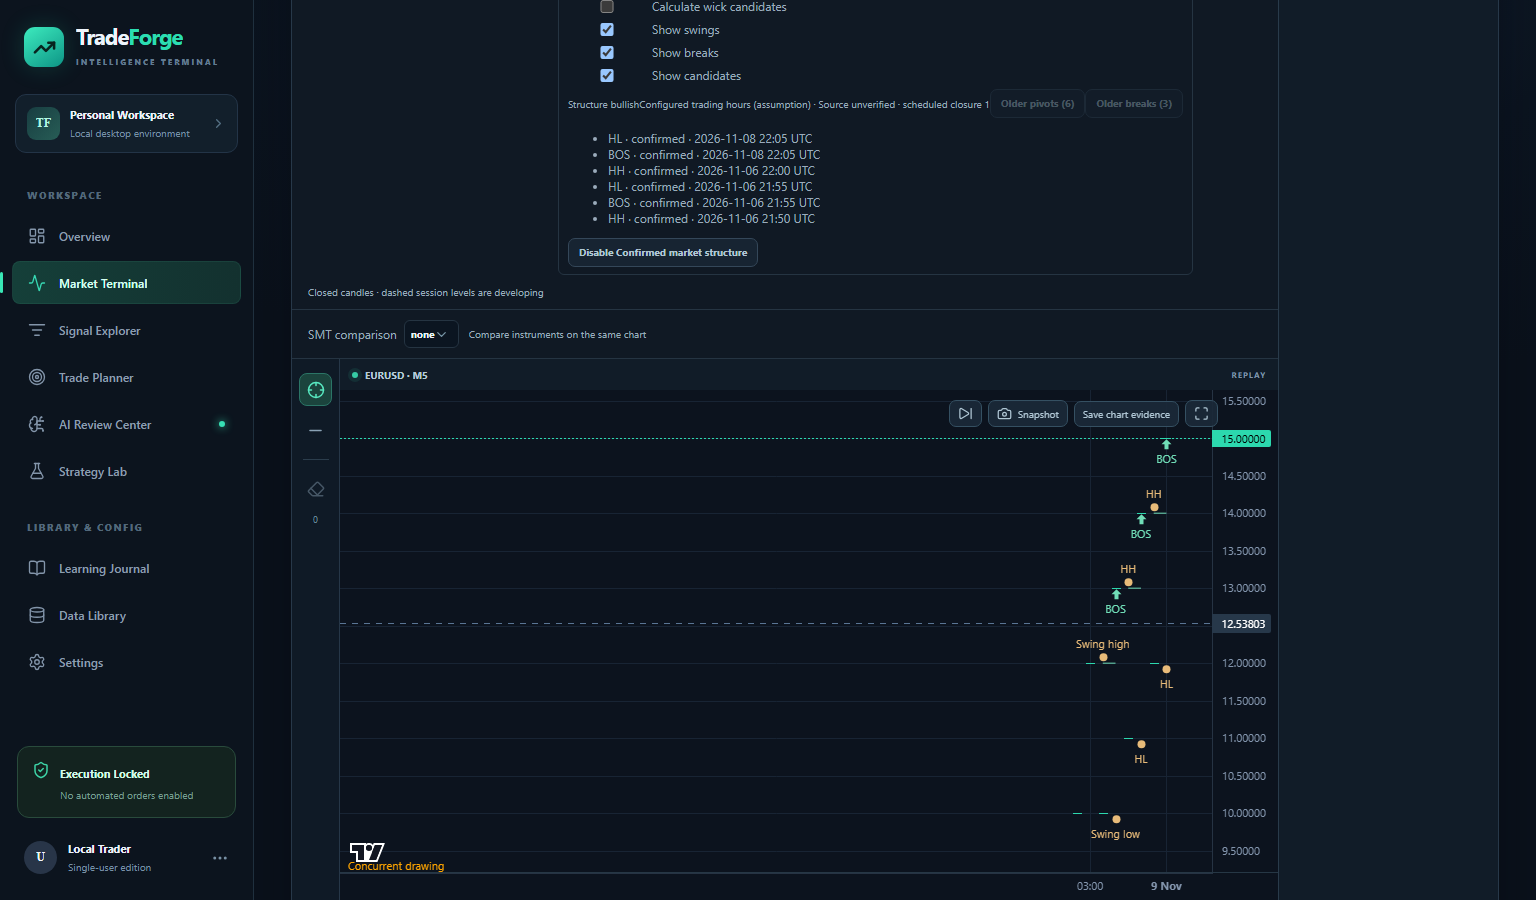 TradeForge
INTELLIGENCE TERMINAL
TF
Personal Workspace
Local desktop environment
WORKSPACE
Overview
Market Terminal
Signal Explorer
Trade Planner
AI Review Center
Strategy Lab
LIBRARY & CONFIG
Learning Journal
Data Library
Settings
Execution Locked
No automated orders enabled
U
Local Trader
Single-user edition
Calculate wick candidates
Show swings
Show breaks
Show candidates
Structure bullishConfigured trading hours (assumption) · Source unverified · scheduled closure 1
Older pivots (6)
Older breaks (3)
HL · confirmed · 2026-11-08 22:05 UTC
BOS · confirmed · 2026-11-08 22:05 UTC
HH · confirmed · 2026-11-06 22:00 UTC
HL · confirmed · 2026-11-06 21:55 UTC
BOS · confirmed · 2026-11-06 21:55 UTC
HH · confirmed · 2026-11-06 21:50 UTC
Disable Confirmed market structure
Closed candles · dashed session levels are developing
SMT comparison
none
Compare instruments on the same chart
EURUSD · M5
REPLAY
Snapshot
Save chart evidence
0
15.50000
15.00000
BOS
14.50000
HH
14.00000
BOS
13.50000
HH
13.00000
BOS
12.53803
Swing high
12.00000
HL
11.50000
11.00000
HL
10.50000
10.00000
Swing low
9.50000
Concurrent drawing
03:00
9 Nov